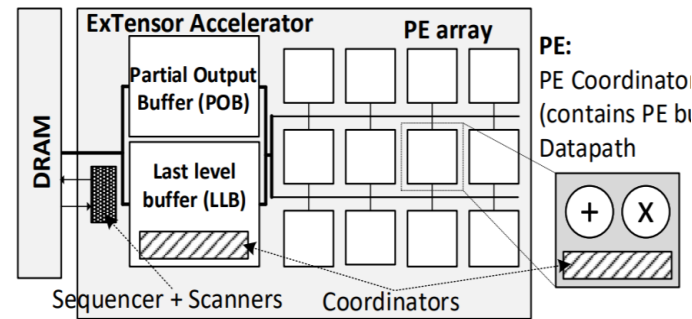 ExTensor Accelerator
PE array
Partial Output
Buffer (POB)
Last level
buffer (LLB)
DRAM
Sequencer + Scanners
Coordinators
PE:
PE Coordinator
(contains PE bu
Datapath
+
X